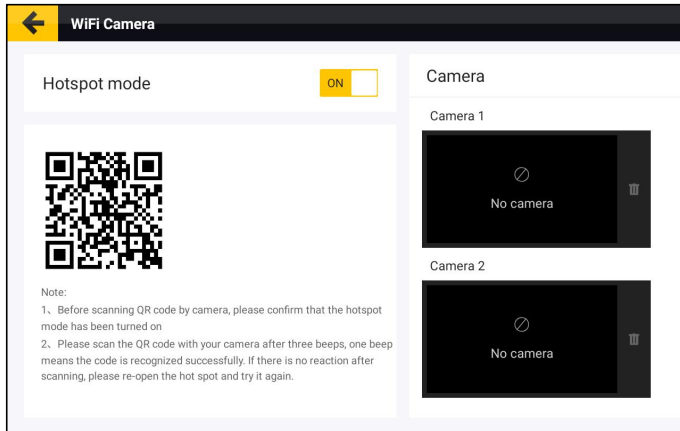 WiFi Camera
Hotspot mode
ON
Note:
1、Before scanning QR code by camera, please confirm that the hotspot
mode has been turned on
2、Please scan the QR code with your camera after three beeps, one beep
means the code is recognized successfully. If there is no reaction after
scanning, please re-open the hot spot and try it again.
Camera
Camera 1
No camera
Camera 2
No camera